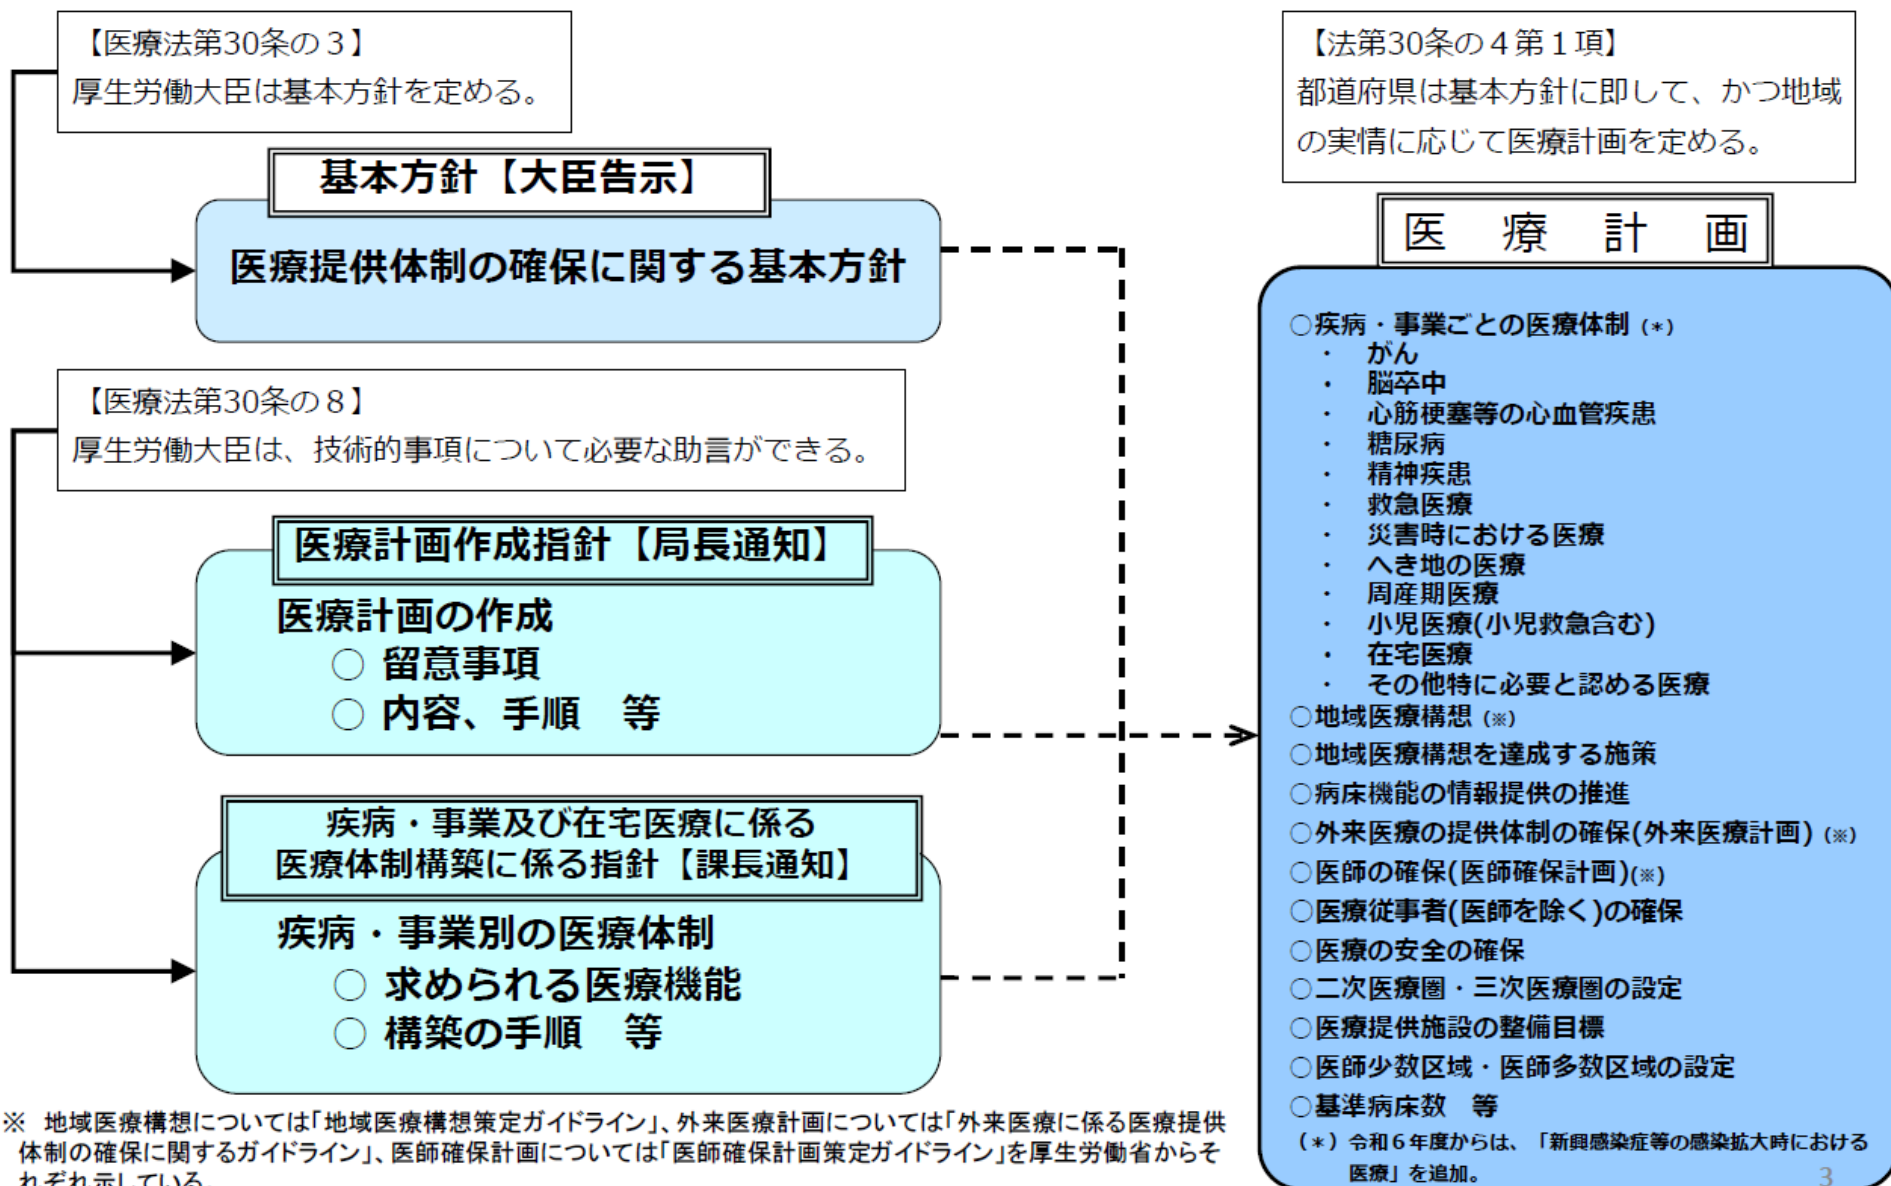 【医療法第30条の３】
厚生労働大臣は基本方針を定める。
基本方針【大臣告示】
医療提供体制の確保に関する基本方針
【医療法第30条の８】
厚生労働大臣は、技術的事項について必要な助言ができる。
医療計画作成指針【局長通知】
医療計画の作成
○ 留意事項
○ 内容、手順　等
疾病・事業及び在宅医療に係る
医療体制構築に係る指針【課長通知】
疾病・事業別の医療体制
○ 求められる医療機能
○ 構築の手順　等
※　地域医療構想については「地域医療構想策定ガイドライン」、外来医療計画については「外来医療に係る医療提供
体制の確保に関するガイドライン」、医師確保計画については「医師確保計画策定ガイドライン」を厚生労働省からそ
れぞれ示している。
【法第30条の４第１項】
都道府県は基本方針に即して、かつ地域
の実情に応じて医療計画を定める。
医　療　計　画
○疾病・事業ごとの医療体制（*）
・　がん
・　脳卒中
・　心筋梗塞等の心血管疾患
・　糖尿病
・　精神疾患
・　救急医療
・　災害時における医療
・　へき地の医療
・　周産期医療
・　小児医療(小児救急含む)
・　在宅医療
・　その他特に必要と認める医療
○地域医療構想（※）
○地域医療構想を達成する施策
○病床機能の情報提供の推進
○外来医療の提供体制の確保(外来医療計画)（※）
○医師の確保(医師確保計画)(※)
○医療従事者(医師を除く)の確保
○医療の安全の確保
○二次医療圏・三次医療圏の設定
○医療提供施設の整備目標
○医師少数区域・医師多数区域の設定
○基準病床数　等
（*）令和６年度からは、「新興感染症等の感染拡大時における
医療」を追加。
3